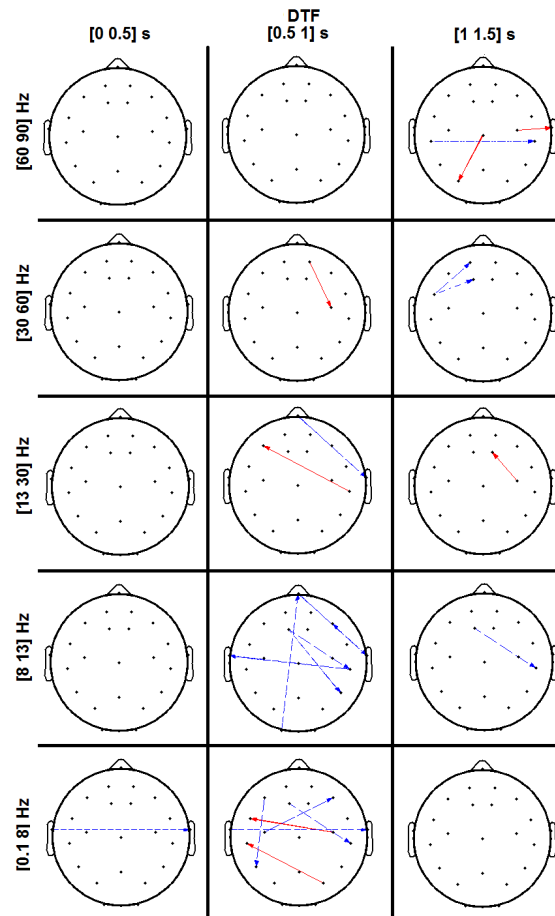 DTF
[0 0.5] s
[0.5 1] s
[1 1.5] s
[60 90] Hz
[30 60] Hz
[13 30] Hz
[8 13] Hz
[0.1 8] Hz